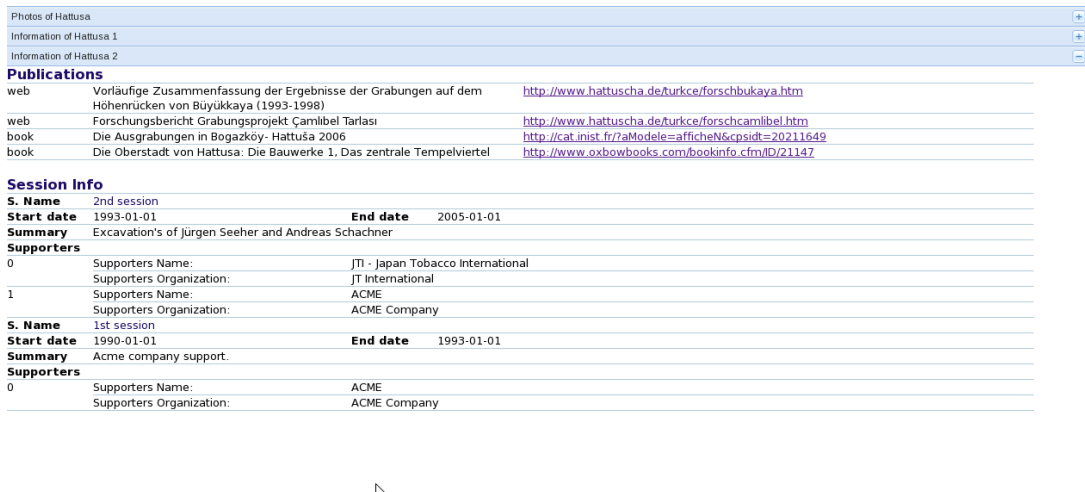 Photos of Hattusa
Information of Hattusa 1
Information of Hattusa 2
Publications
web Vorläufige Zusammenfassung der Ergebnisse der Grabungen auf dem http://www.hattuscha.de/turkce/forschbukaya.htm
Höhenrücken von Büyükkaya (1993-1998)
web Forschungsbericht Grabungsprojekt Çamlıbel Tarlası http://www.hattuscha.de/turkce/forschcamlibel.htm
book Die Ausgrabungen in Bogazköy- Hattuša 2006 http://cat.inist.fr/?aModele=afficheN&cpsidt=20211649
book Die Oberstadt von Hattusa: Die Bauwerke 1, Das zentrale Tempelviertel http://www.oxbowbooks.com/bookinfo.cfm/ID/21147
Session Info
S. Name 2nd session
Start date 1993-01-01 End date 2005-01-01
Summary Excavation's of Jürgen Seeher and Andreas Schachner
Supporters
0 Supporters Name: JTI - Japan Tobacco International
Supporters Organization: JT International
1 Supporters Name: ACME
Supporters Organization: ACME Company
S. Name 1st session
Start date 1990-01-01 End date 1993-01-01
Summary Acme company support.
Supporters
0 Supporters Name: ACME
Supporters Organization: ACME Company